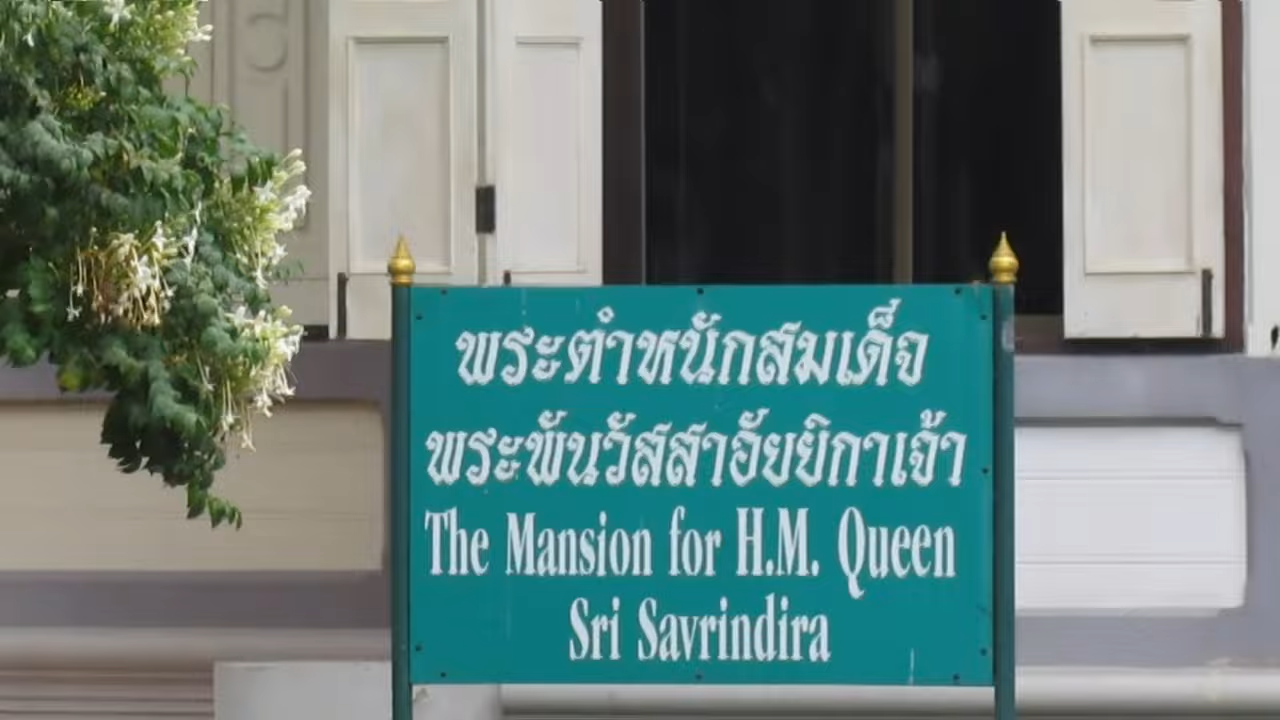 พระตำหนักสมเด็จ
พระพันวัสสาอัยยิกาเจ้า
The Mansion for H.M. Queen
Sri Savrindira